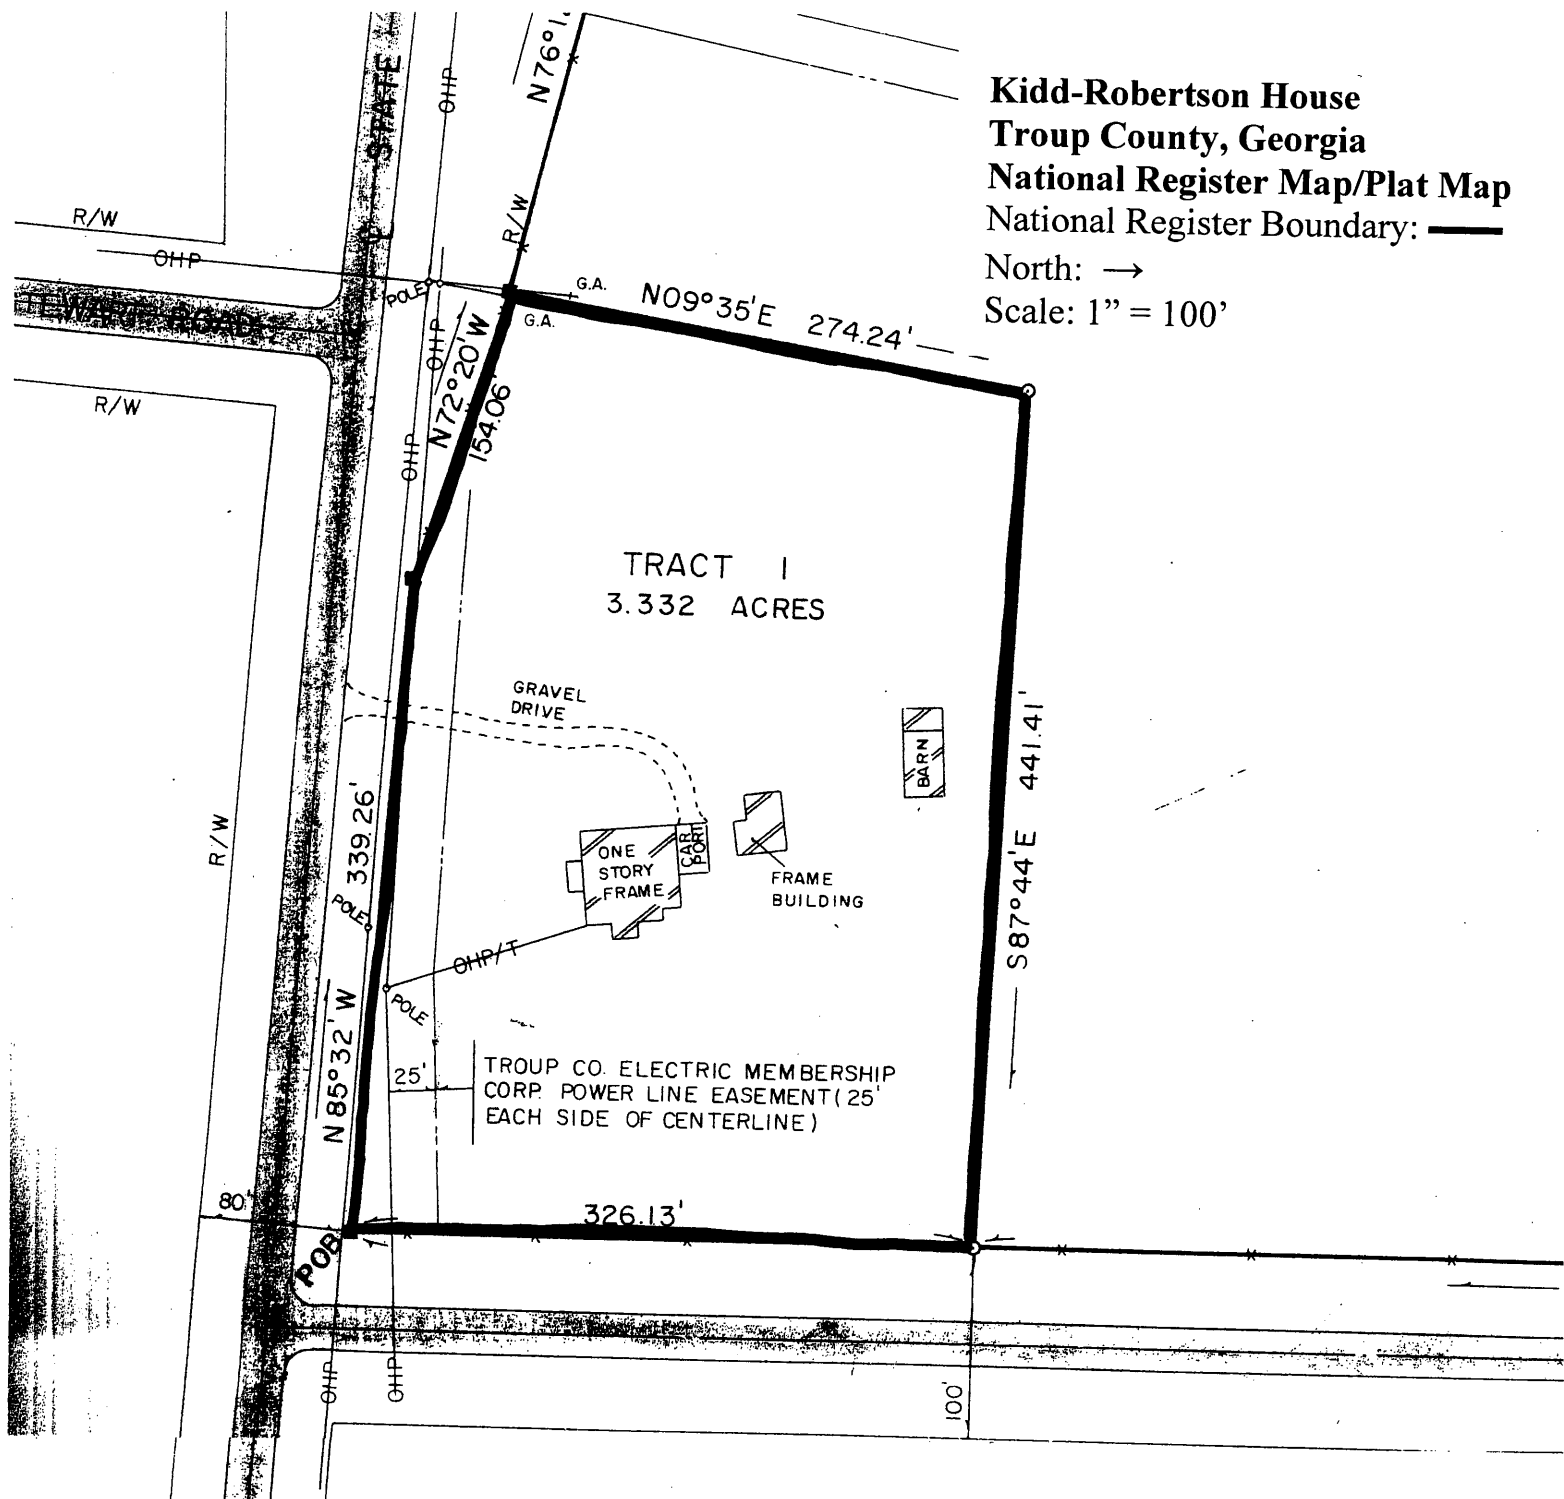 Kidd-Robertson House
Troup County, Georgia
National Register Map/Plat Map
National Register Boundary:
North: →
Scale: 1” = 100’
STATE
OHP
N76°1
R/W
R/W
OHP
ROAD
POLE
G.A.
G.A.
N09°35'E 274.24'
OHP
N72°20'W
154.06'
R/W
OHP
TRACT 1
3.332 ACRES
GRAVEL
DRIVE
BARN
S87°44'E 441.41'
R/W
339.26'
N85°32'W
POLE
ONE
STORY
FRAME
CAR
PORT
FRAME
BUILDING
OHP/T
POLE
25'
TROUP CO. ELECTRIC MEMBERSHIP
CORP. POWER LINE EASEMENT (25'
EACH SIDE OF CENTERLINE)
80'
326.13'
POB
OHP
OHP
100'